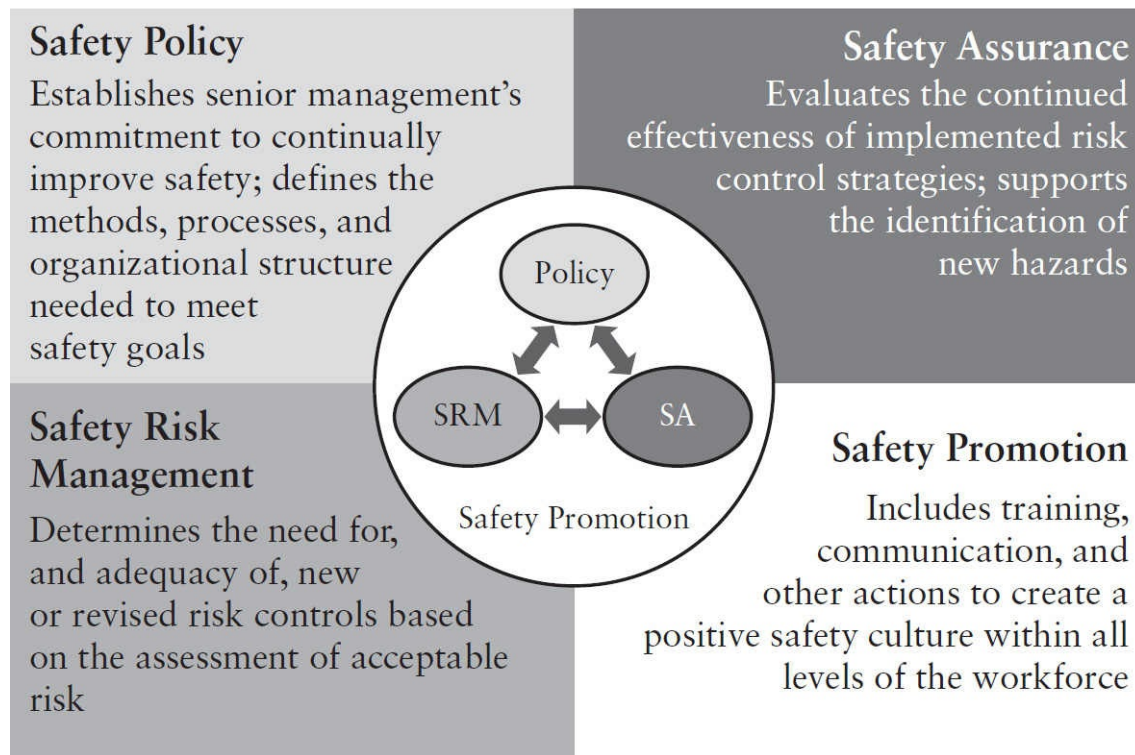 Safety Policy
Establishes senior management’s
commitment to continually
improve safety; defines the
methods, processes, and
organizational structure
needed to meet
safety goals
Safety Assurance
Evaluates the continued
effectiveness of implemented risk
control strategies; supports
the identification of
new hazards
Policy
SRM
SA
Safety Promotion
Safety Risk
Management
Determines the need for,
and adequacy of, new
or revised risk controls based
on the assessment of acceptable
risk
Safety Promotion
Includes training,
communication, and
other actions to create a
positive safety culture within all
levels of the workforce